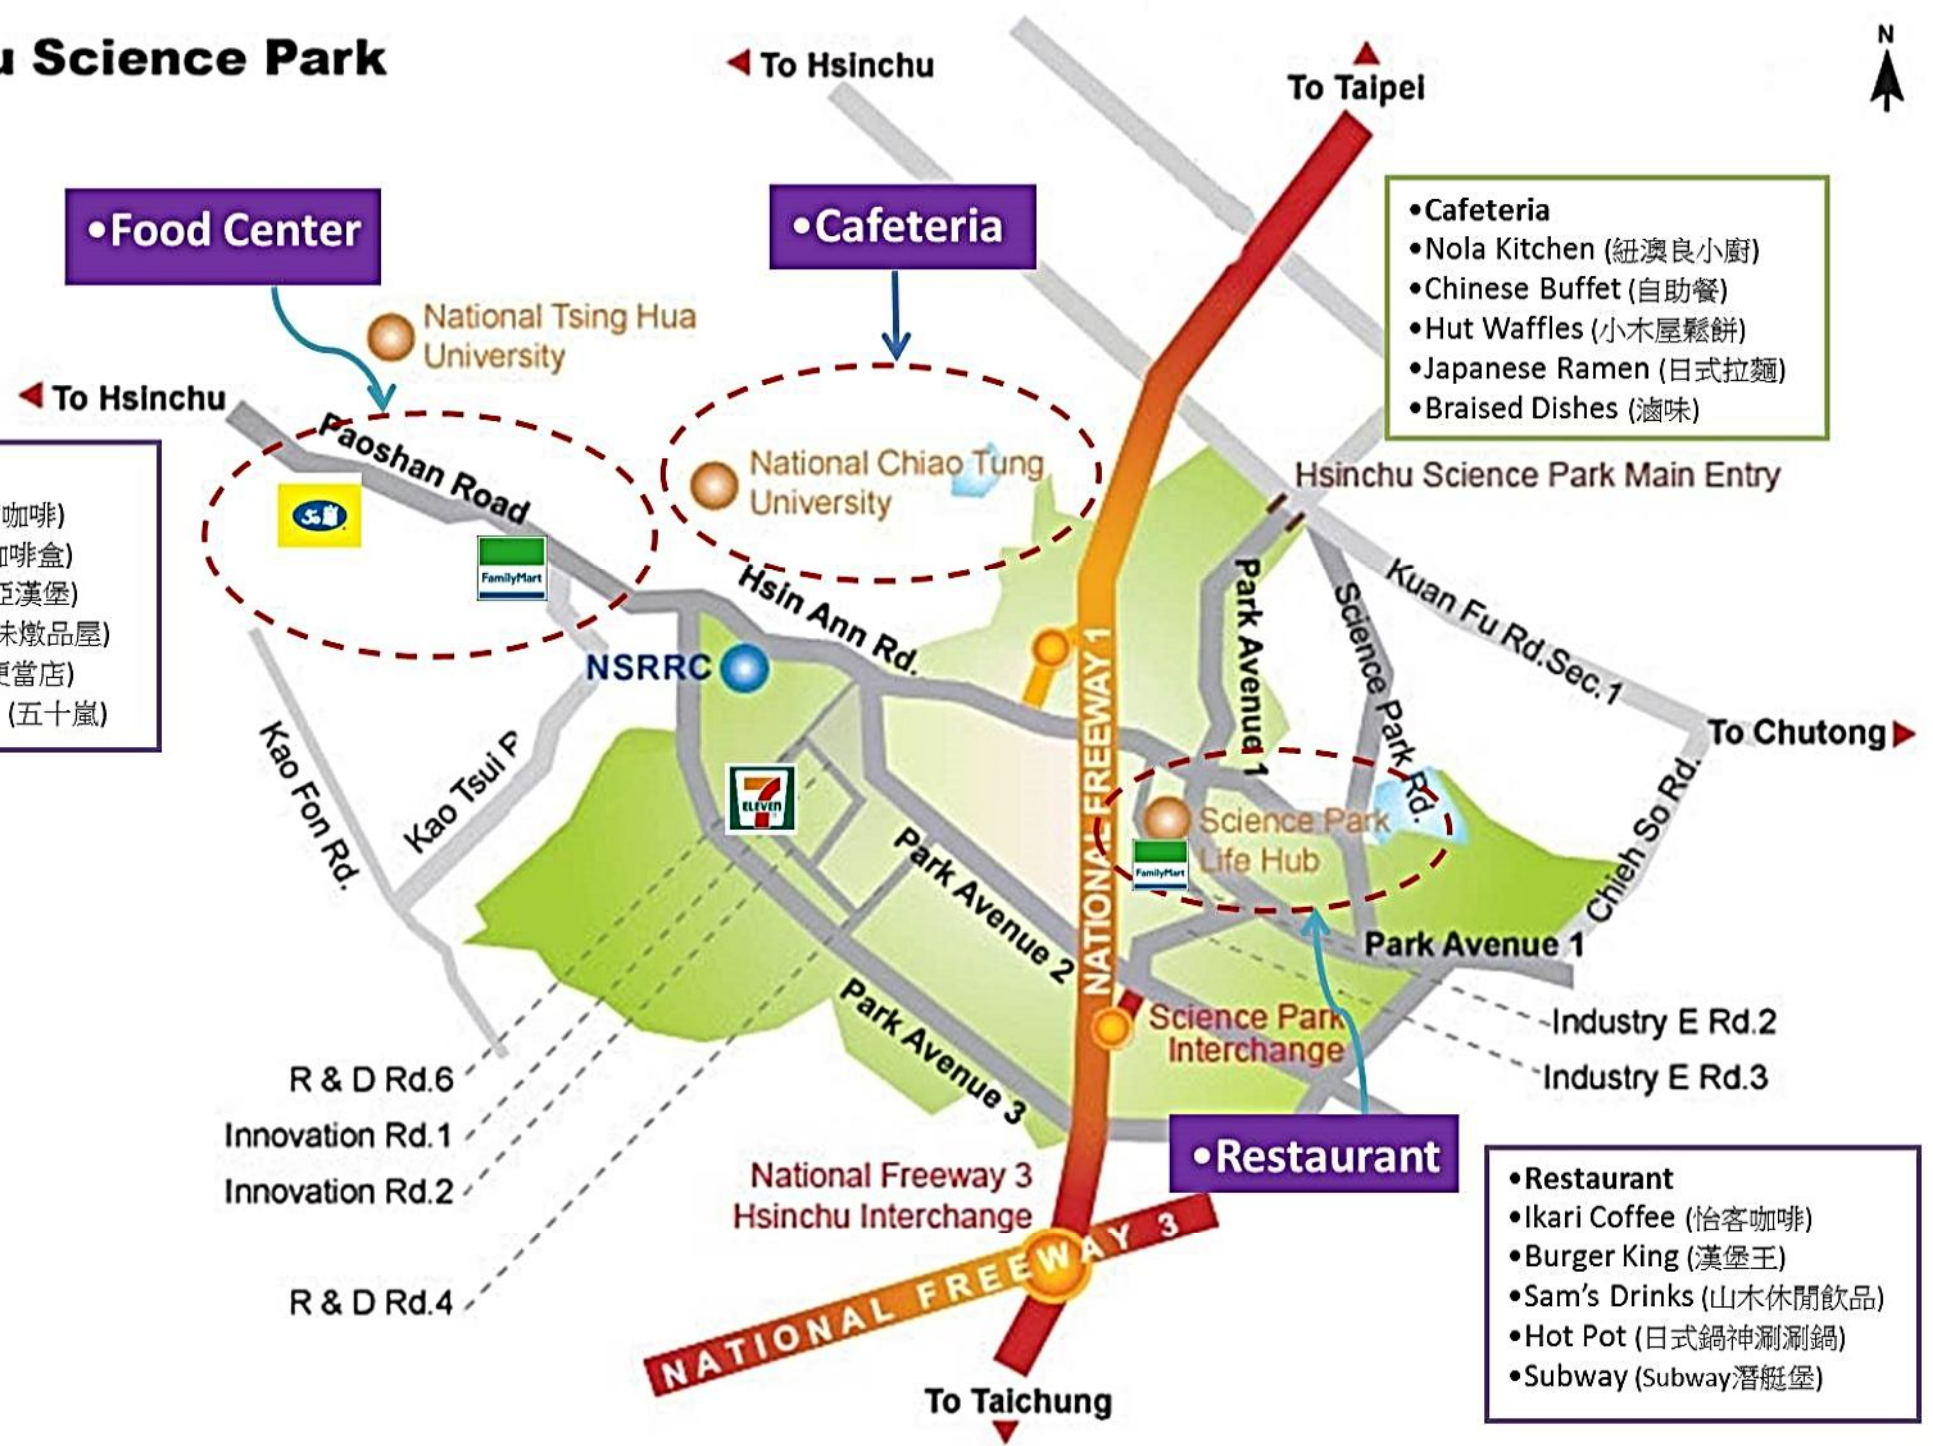 u Science Park
To Hsinchu
To Taipei
N
•Food Center
•Cafeteria
•Cafeteria
•Nola Kitchen (紐澳良小廚)
•Chinese Buffet (自助餐)
•Hut Waffles (小木屋鬆餅)
•Japanese Ramen (日式拉麵)
•Braised Dishes (滷味)
National Tsing Hua
University
To Hsinchu
Paoshan Road
National Chiao Tung
University
Hsinchu Science Park Main Entry
咖啡)
咖啡盒)
亞漢堡)
味燉品屋)
便當店)
(五十嵐)
50嵐
FamilyMart
Hsin Ann Rd.
NSRRC
Park Avenue 1
Science Park Rd.
Kuan Fu Rd.Sec.1
To Chutong
Chieh So Rd.
Kao Fon Rd.
Kao Tsui P
7
ELEVEN
NATIONAL FREEWAY 1
Science Park
Life Hub
FamilyMart
Park Avenue 2
Park Avenue 1
Park Avenue 3
Science Park
Interchange
Industry E Rd.2
Industry E Rd.3
R & D Rd.6
Innovation Rd.1
Innovation Rd.2
R & D Rd.4
•Restaurant
National Freeway 3
Hsinchu Interchange
NATIONAL FREEWAY 3
To Taichung
•Restaurant
•Ikari Coffee (怡客咖啡)
•Burger King (漢堡王)
•Sam's Drinks (山木休閒飲品)
•Hot Pot (日式鍋神涮涮鍋)
•Subway (Subway潛艇堡)